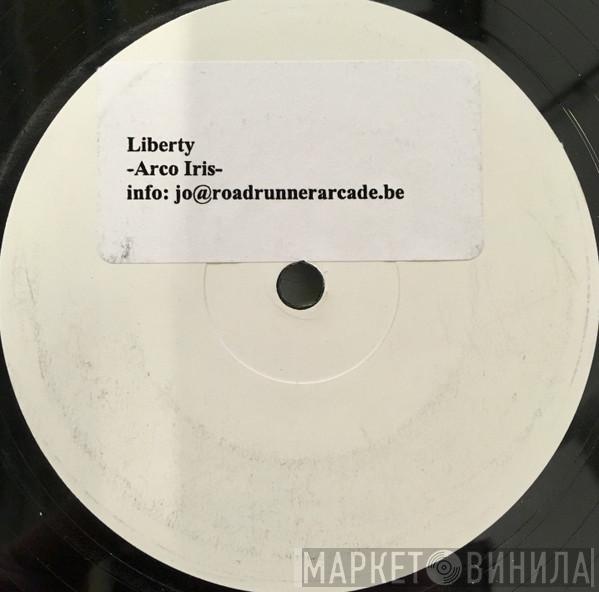 Liberty
-Arco Iris-
info: jo@roadrunnerarcade.be
МАРКЕТ ВИНИЛА